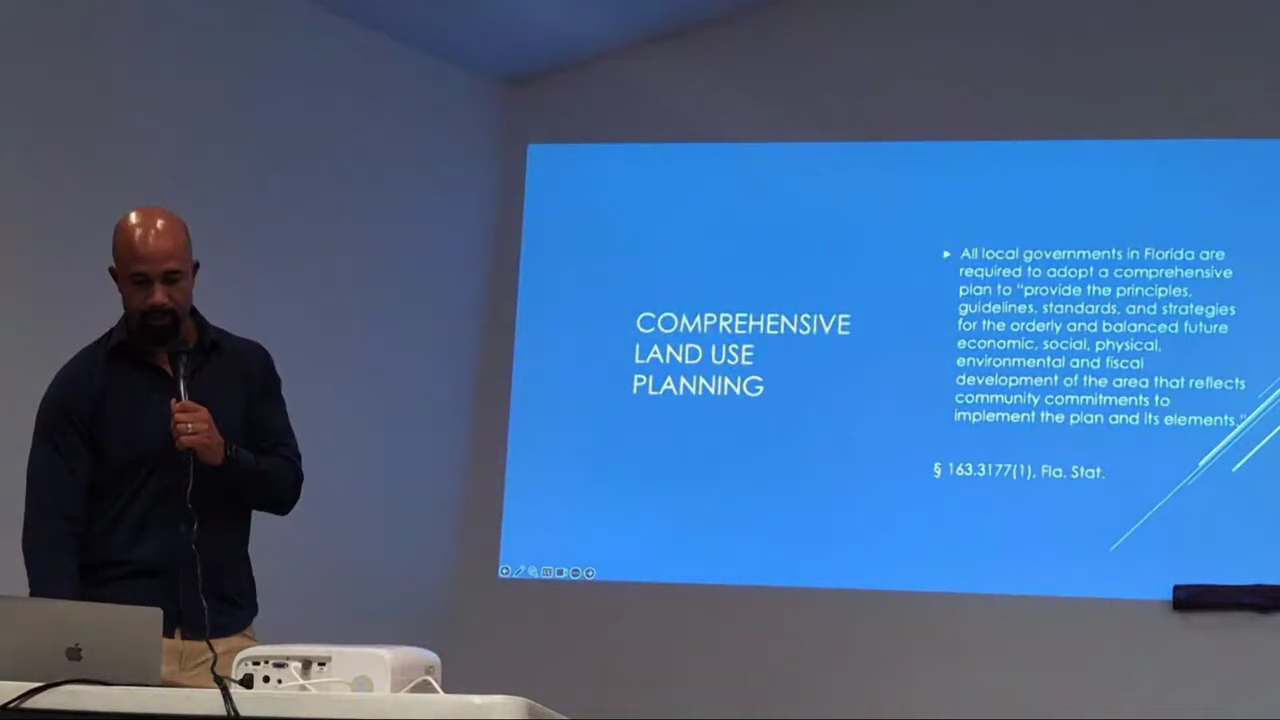 COMPREHENSIVE
LAND USE
PLANNING
▸ All local governments in Florida are
required to adopt a comprehensive
plan to “provide the principles,
guidelines, standards, and strategies
for the orderly and balanced future
economic, social, physical,
environmental and fiscal
development of the area that reflects
community commitments to
implement the plan and its elements.”
§ 163.3177(1), Fla. Stat.